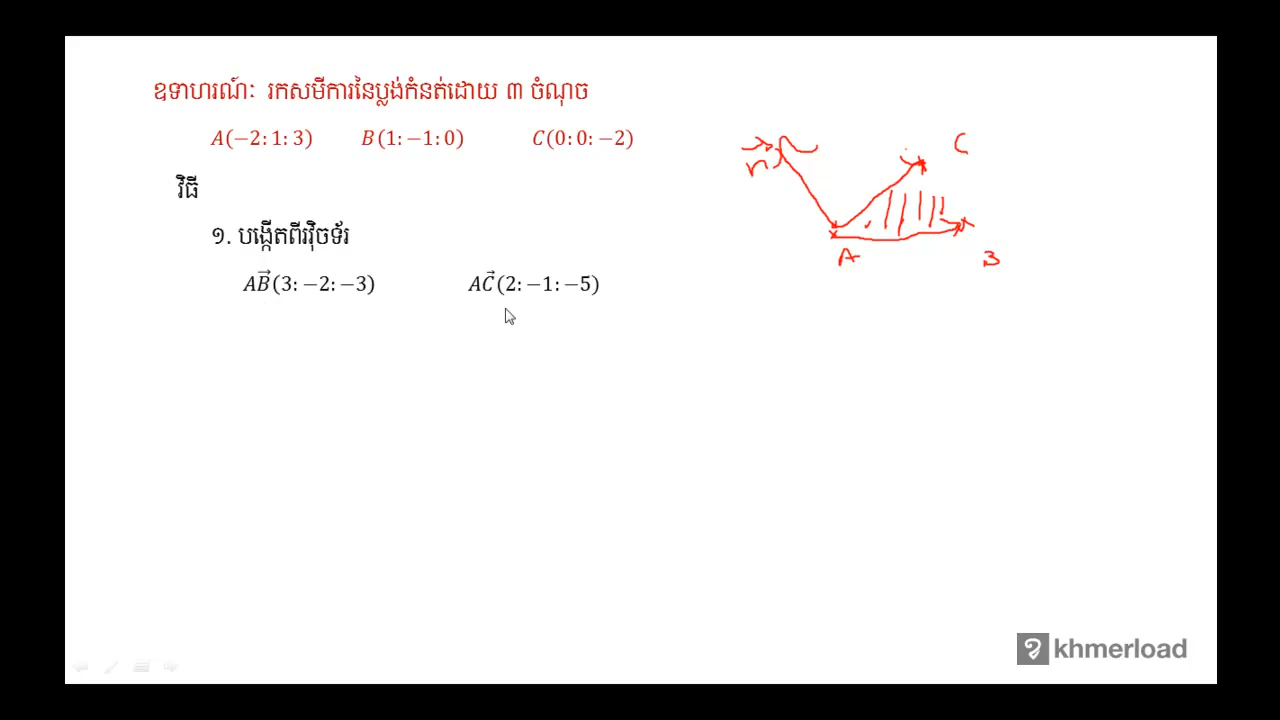 ឧទាហរណ៍: រកសមីការនៃប្លង់កំនត់ដោយ ៣ ចំណុច
A(−2: 1: 3) B(1: −1: 0) C(0: 0: −2)
វិធី
១. បង្កើតពីរវ៉ិចទ័រ
AB⃗(3: −2: −3) AC⃗(2: −1: −5)
n⃗
C
A
B
khmerload